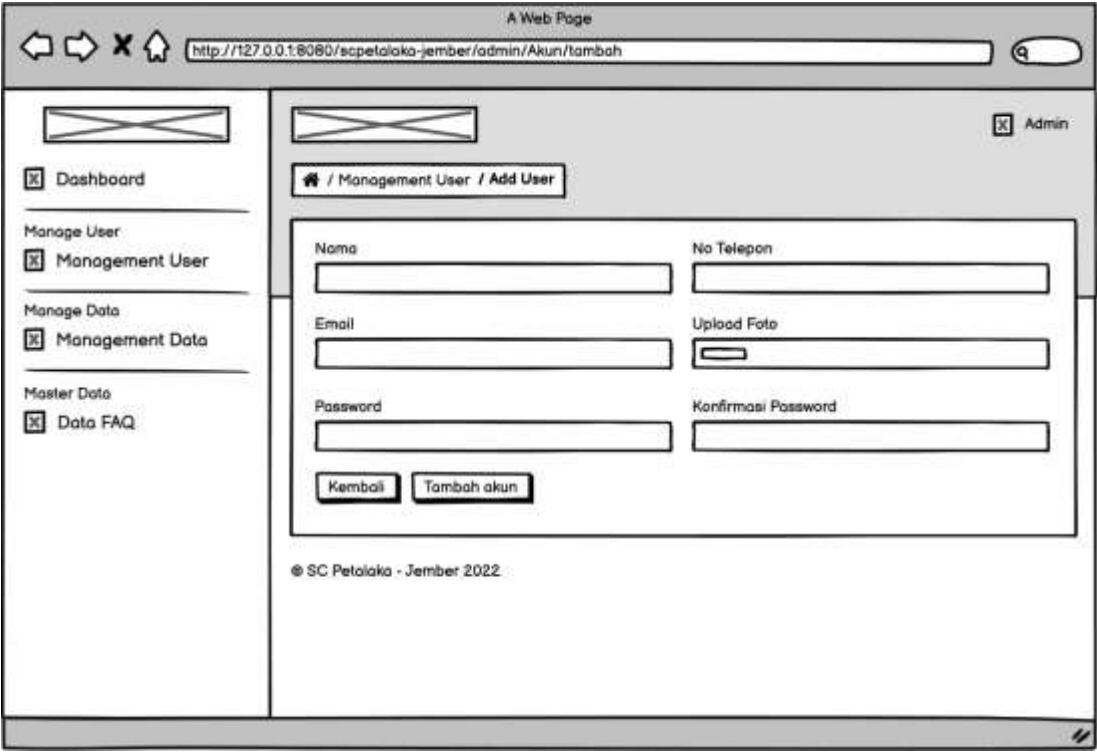 A Web Page
http://127.0.0.1:8080/scpetalaka-jember/admin/Akun/tambah
Admin
Dashboard
/ Management User / Add User
Manage User
Management User
Manage Data
Management Data
Master Data
Data FAQ
Nama
No Telepon
Email
Upload Foto
Password
Konfirmasi Password
Kembali
Tambah akun
© SC Petalaka - Jember 2022